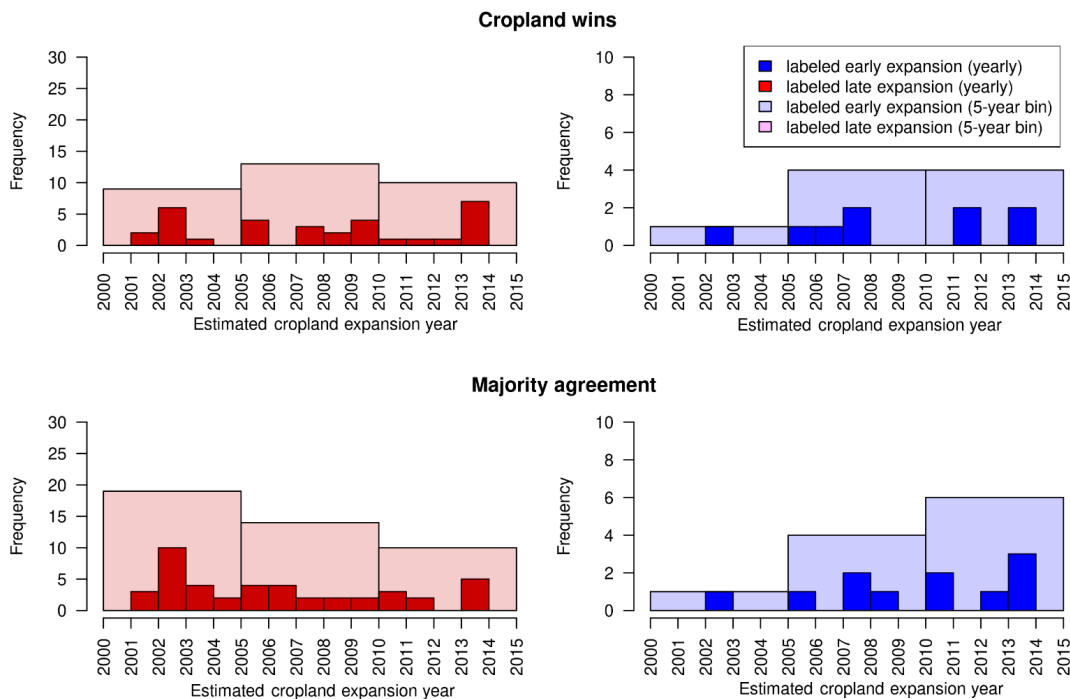 Cropland wins
30
25
20
15
10
5
0
Frequency
2000 2001 2002 2003 2004 2005 2006 2007 2008 2009 2010 2011 2012 2013 2014 2015
Estimated cropland expansion year
10
8
6
4
2
0
Frequency
2000 2001 2002 2003 2004 2005 2006 2007 2008 2009 2010 2011 2012 2013 2014 2015
Estimated cropland expansion year
labeled early expansion (yearly)
labeled late expansion (yearly)
labeled early expansion (5-year bin)
labeled late expansion (5-year bin)
Majority agreement
30
25
20
15
10
5
0
Frequency
2000 2001 2002 2003 2004 2005 2006 2007 2008 2009 2010 2011 2012 2013 2014 2015
Estimated cropland expansion year
10
8
6
4
2
0
Frequency
2000 2001 2002 2003 2004 2005 2006 2007 2008 2009 2010 2011 2012 2013 2014 2015
Estimated cropland expansion year